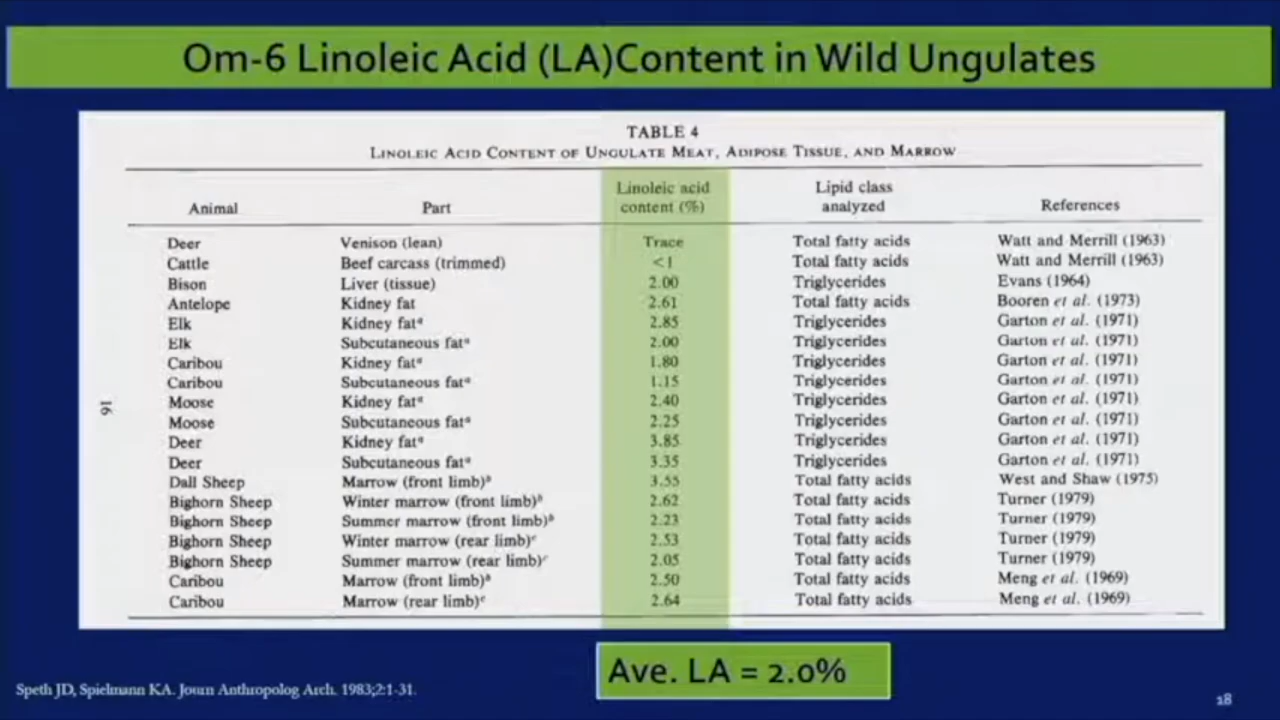 Om-6 Linoleic Acid (LA)Content in Wild Ungulates
TABLE 4
LINOLEIC ACID CONTENT OF UNGULATE MEAT, ADIPOSE TISSUE, AND MARROW
Animal Part Linoleic acid content (%) Lipid class analyzed References
Deer Venison (lean) Trace Total fatty acids Watt and Merrill (1963)
Cattle Beef carcass (trimmed) <1 Total fatty acids Watt and Merrill (1963)
Bison Liver (tissue) 2.00 Triglycerides Evans (1964)
Antelope Kidney fat 2.61 Total fatty acids Booren et al. (1973)
Elk Kidney fatᵃ 2.85 Triglycerides Garton et al. (1971)
Elk Subcutaneous fatᵃ 2.00 Triglycerides Garton et al. (1971)
Caribou Kidney fatᵃ 1.80 Triglycerides Garton et al. (1971)
Caribou Subcutaneous fatᵃ 1.15 Triglycerides Garton et al. (1971)
Moose Kidney fatᵃ 2.40 Triglycerides Garton et al. (1971)
Moose Subcutaneous fatᵃ 2.25 Triglycerides Garton et al. (1971)
Deer Kidney fatᵃ 3.85 Triglycerides Garton et al. (1971)
Deer Subcutaneous fatᵃ 3.35 Triglycerides Garton et al. (1971)
Dall Sheep Marrow (front limb)ᵇ 3.55 Total fatty acids West and Shaw (1975)
Bighorn Sheep Winter marrow (front limb)ᵇ 2.62 Total fatty acids Turner (1979)
Bighorn Sheep Summer marrow (front limb)ᵇ 2.23 Total fatty acids Turner (1979)
Bighorn Sheep Winter marrow (rear limb)ᶜ 2.53 Total fatty acids Turner (1979)
Bighorn Sheep Summer marrow (rear limb)ᶜ 2.05 Total fatty acids Turner (1979)
Caribou Marrow (front limb)ᵇ 2.50 Total fatty acids Meng et al. (1969)
Caribou Marrow (rear limb)ᶜ 2.64 Total fatty acids Meng et al. (1969)
16
Ave. LA = 2.0%
Speth JD, Spielmann KA. Journ Anthropolog Arch. 1983;2:1-31.
18